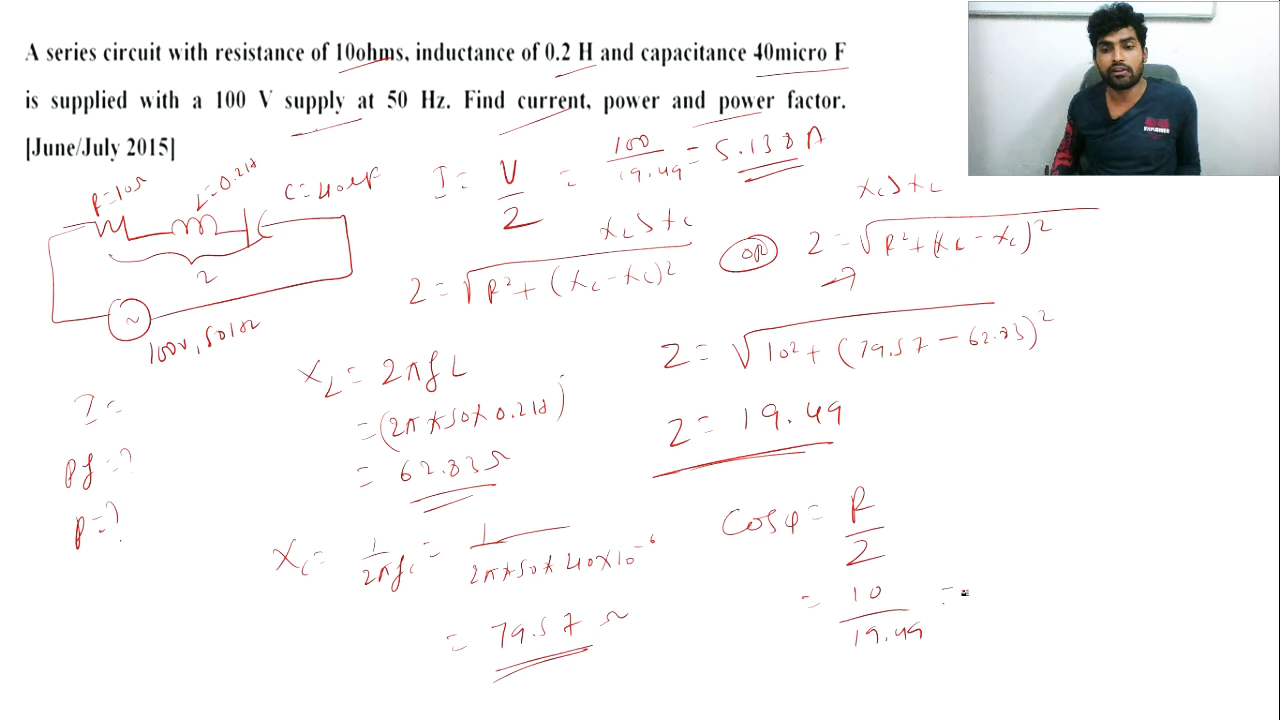 A series circuit with resistance of 10ohms, inductance of 0.2 H and capacitance 40micro F
is supplied with a 100 V supply at 50 Hz. Find current, power and power factor.
[June/July 2015]
R=10Ω L=0.2H C=40μF
Z
100V, 50Hz
I = V/Z = 100/19.49 = 5.138 A
XL > XC
Z = √R² + (XL - XC)²
OR
XC > XL
Z = √R² + (XC - XL)²
I =
Pf = ?
P = ?
XL = 2πfL
= (2π × 50 × 0.2H)
= 62.83 Ω
XC = 1/2πfC = 1/2π×50×40×10⁻⁶
= 79.57 Ω
Z = √10² + (79.57 - 62.83)²
Z = 19.49
Cosφ = R/Z
= 10/19.49 =